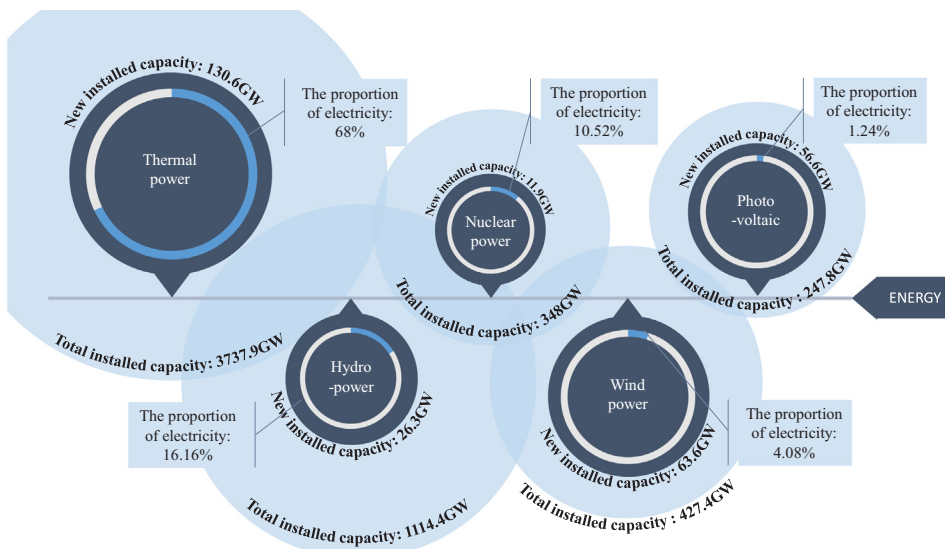 New installed capacity: 130.6GW
Thermal
power
The proportion
of electricity:
68%
Total installed capacity: 3737.9GW
New installed capacity: 11.9GW
Nuclear
power
The proportion
of electricity:
10.52%
Total installed capacity: 348GW
New installed capacity: 56.6GW
Photo
-voltaic
The proportion
of electricity:
1.24%
Total installed capacity : 247.8GW
ENERGY
Hydro
-power
New installed capacity: 26.3GW
The proportion
of electricity:
16.16%
Total installed capacity: 1114.4GW
Wind
power
New installed capacity: 63.6GW
The proportion
of electricity:
4.08%
Total installed capacity : 427.4GW